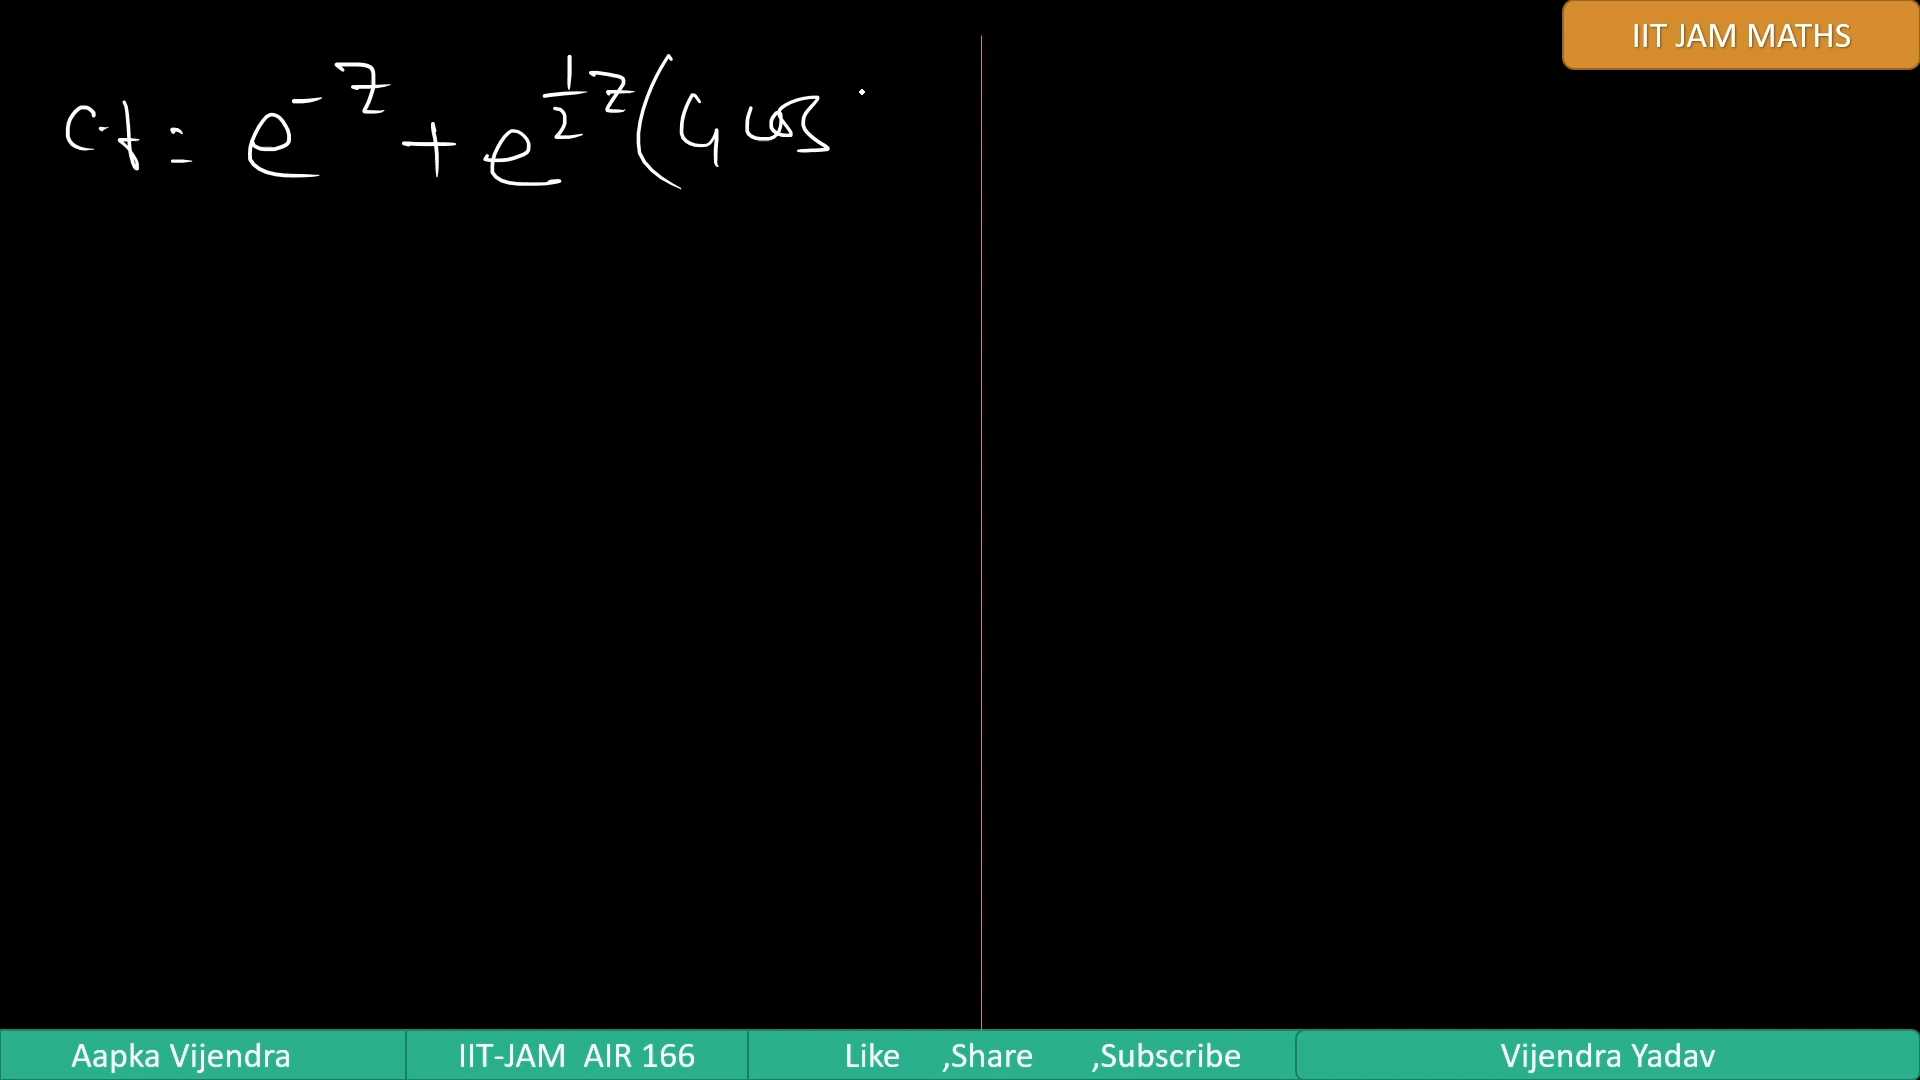 IIT JAM MATHS
C·f = e^{-z} + e^{\frac{1}{2}z}(C_1 cos
Aapka Vijendra IIT-JAM AIR 166 Like ,Share ,Subscribe Vijendra Yadav